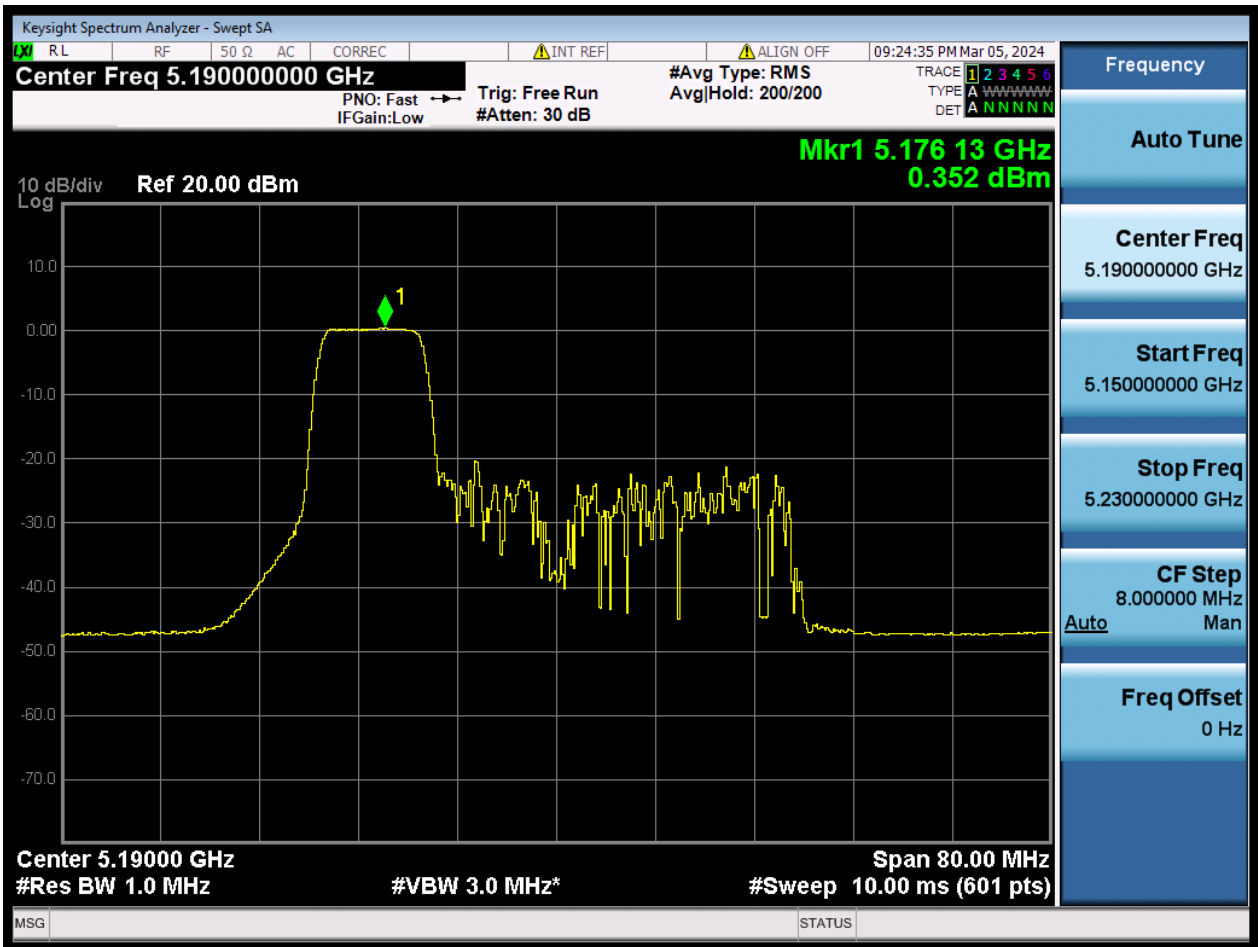 Keysight Spectrum Analyzer - Swept SA
LXI RL RF 50 Ω AC CORREC INT REF ALIGN OFF 09:24:35 PM Mar 05, 2024
Center Freq 5.190000000 GHz
PNO: Fast
IFGain:Low
Trig: Free Run
#Atten: 30 dB
#Avg Type: RMS
Avg|Hold: 200/200
TRACE 1 2 3 4 5 6
TYPE A WWWWW
DET A N N N N N
Mkr1 5.176 13 GHz
0.352 dBm
10 dB/div Ref 20.00 dBm
Log
10.0
1
0.00
-10.0
-20.0
-30.0
-40.0
-50.0
-60.0
-70.0
Center 5.19000 GHz Span 80.00 MHz
#Res BW 1.0 MHz #VBW 3.0 MHz* #Sweep 10.00 ms (601 pts)
MSG STATUS
Frequency
Auto Tune
Center Freq
5.190000000 GHz
Start Freq
5.150000000 GHz
Stop Freq
5.230000000 GHz
CF Step
8.000000 MHz
Auto Man
Freq Offset
0 Hz